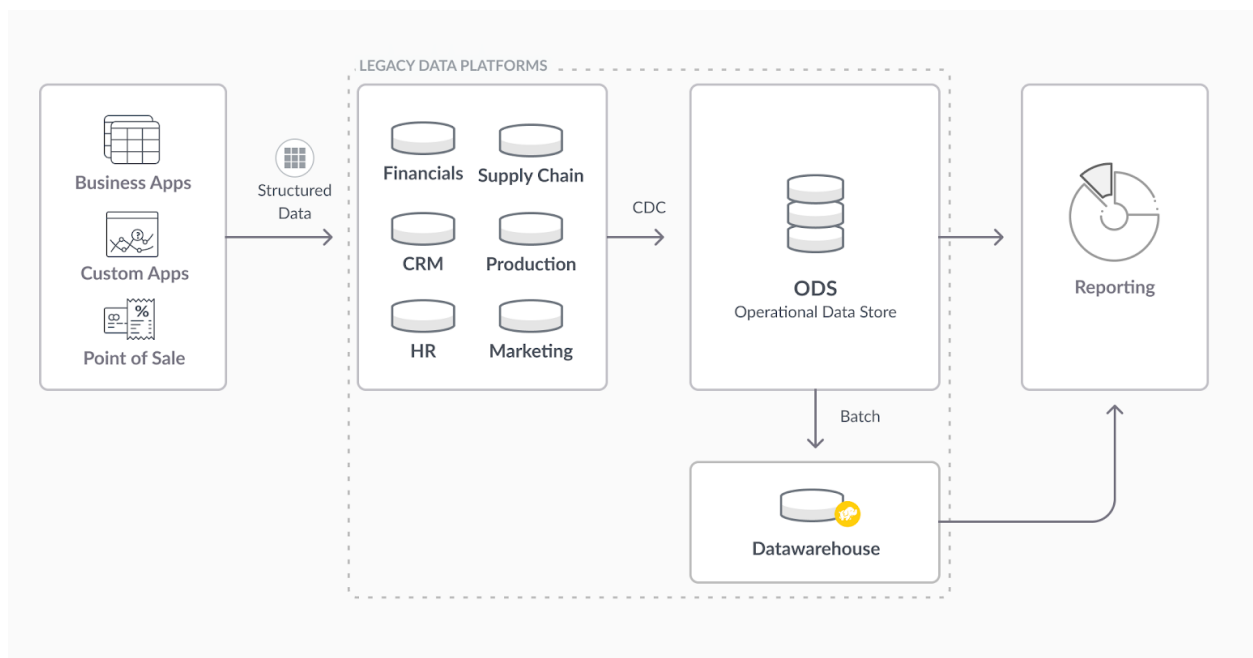 LEGACY DATA PLATFORMS
Business Apps
Custom Apps
%
Point of Sale
Structured
Data
Financials
Supply Chain
CRM
Production
HR
Marketing
CDC
ODS
Operational Data Store
Batch
Datawarehouse
Reporting